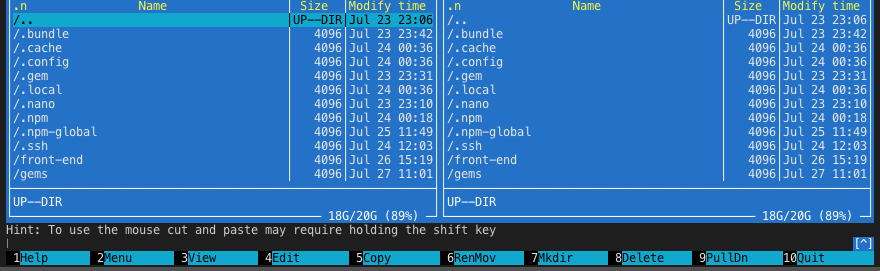 .n Name Size Modify time .n Name Size Modify time
/.. UP--DIR Jul 23 23:06 /.. UP--DIR Jul 23 23:06
/.bundle 4096 Jul 23 23:42 /.bundle 4096 Jul 23 23:42
/.cache 4096 Jul 24 00:36 /.cache 4096 Jul 24 00:36
/.config 4096 Jul 24 00:36 /.config 4096 Jul 24 00:36
/.gem 4096 Jul 23 23:31 /.gem 4096 Jul 23 23:31
/.local 4096 Jul 24 00:36 /.local 4096 Jul 24 00:36
/.nano 4096 Jul 23 23:10 /.nano 4096 Jul 23 23:10
/.npm 4096 Jul 24 00:18 /.npm 4096 Jul 24 00:18
/.npm-global 4096 Jul 25 11:49 /.npm-global 4096 Jul 25 11:49
/.ssh 4096 Jul 24 12:03 /.ssh 4096 Jul 24 12:03
/front-end 4096 Jul 26 15:19 /front-end 4096 Jul 26 15:19
/gems 4096 Jul 27 11:01 /gems 4096 Jul 27 11:01
UP--DIR UP--DIR
18G/20G (89%) 18G/20G (89%)
Hint: To use the mouse cut and paste may require holding the shift key
[^]
1Help 2Menu 3View 4Edit 5Copy 6RenMov 7Mkdir 8Delete 9PullDn 10Quit